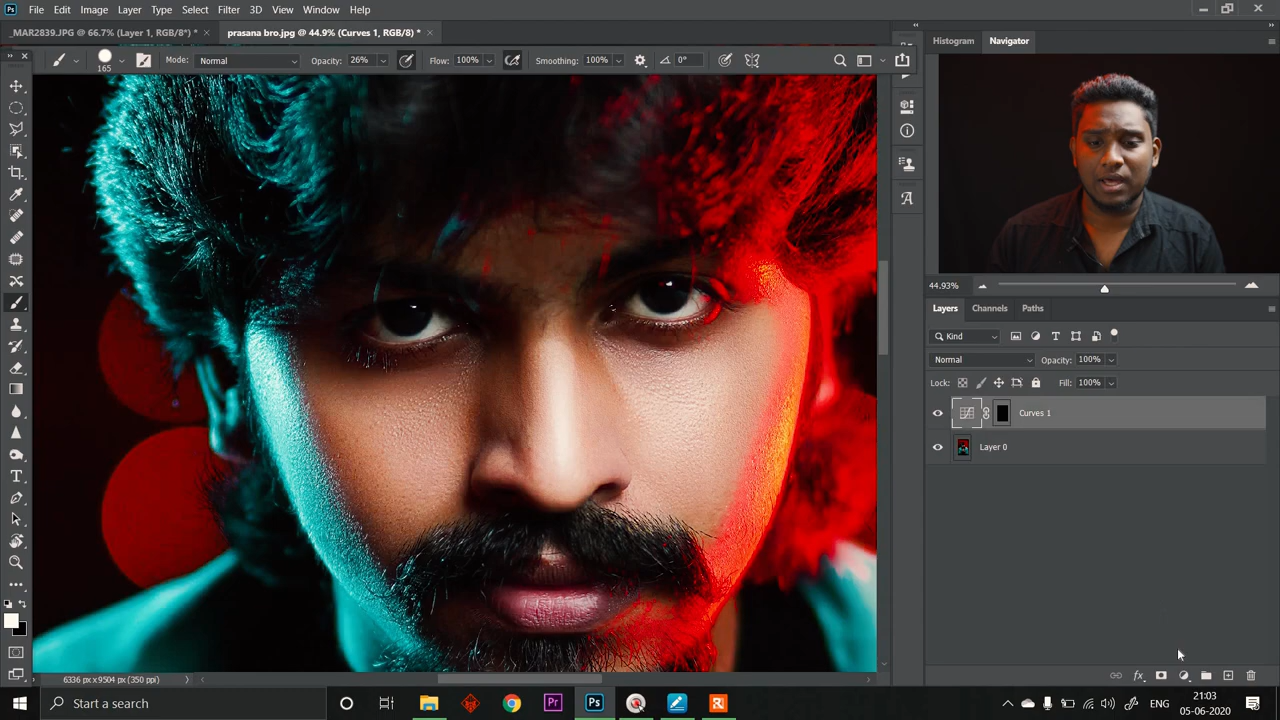 File Edit Image Layer Type Select Filter 3D View Window Help
_MAR2839.JPG @ 66.7% (Layer 1, RGB/8*) * × prasana bro.jpg @ 44.9% (Curves 1, RGB/8) * ×
165 Mode: Normal Opacity: 26% Flow: 100% Smoothing: 100% 0°
Histogram Navigator
44.93%
Layers Channels Paths
Kind
Normal Opacity: 100%
Lock: Fill: 100%
Curves 1
Layer 0
6336 px x 9504 px (350 ppi)
Start a search
ENG
21:03
05-06-2020